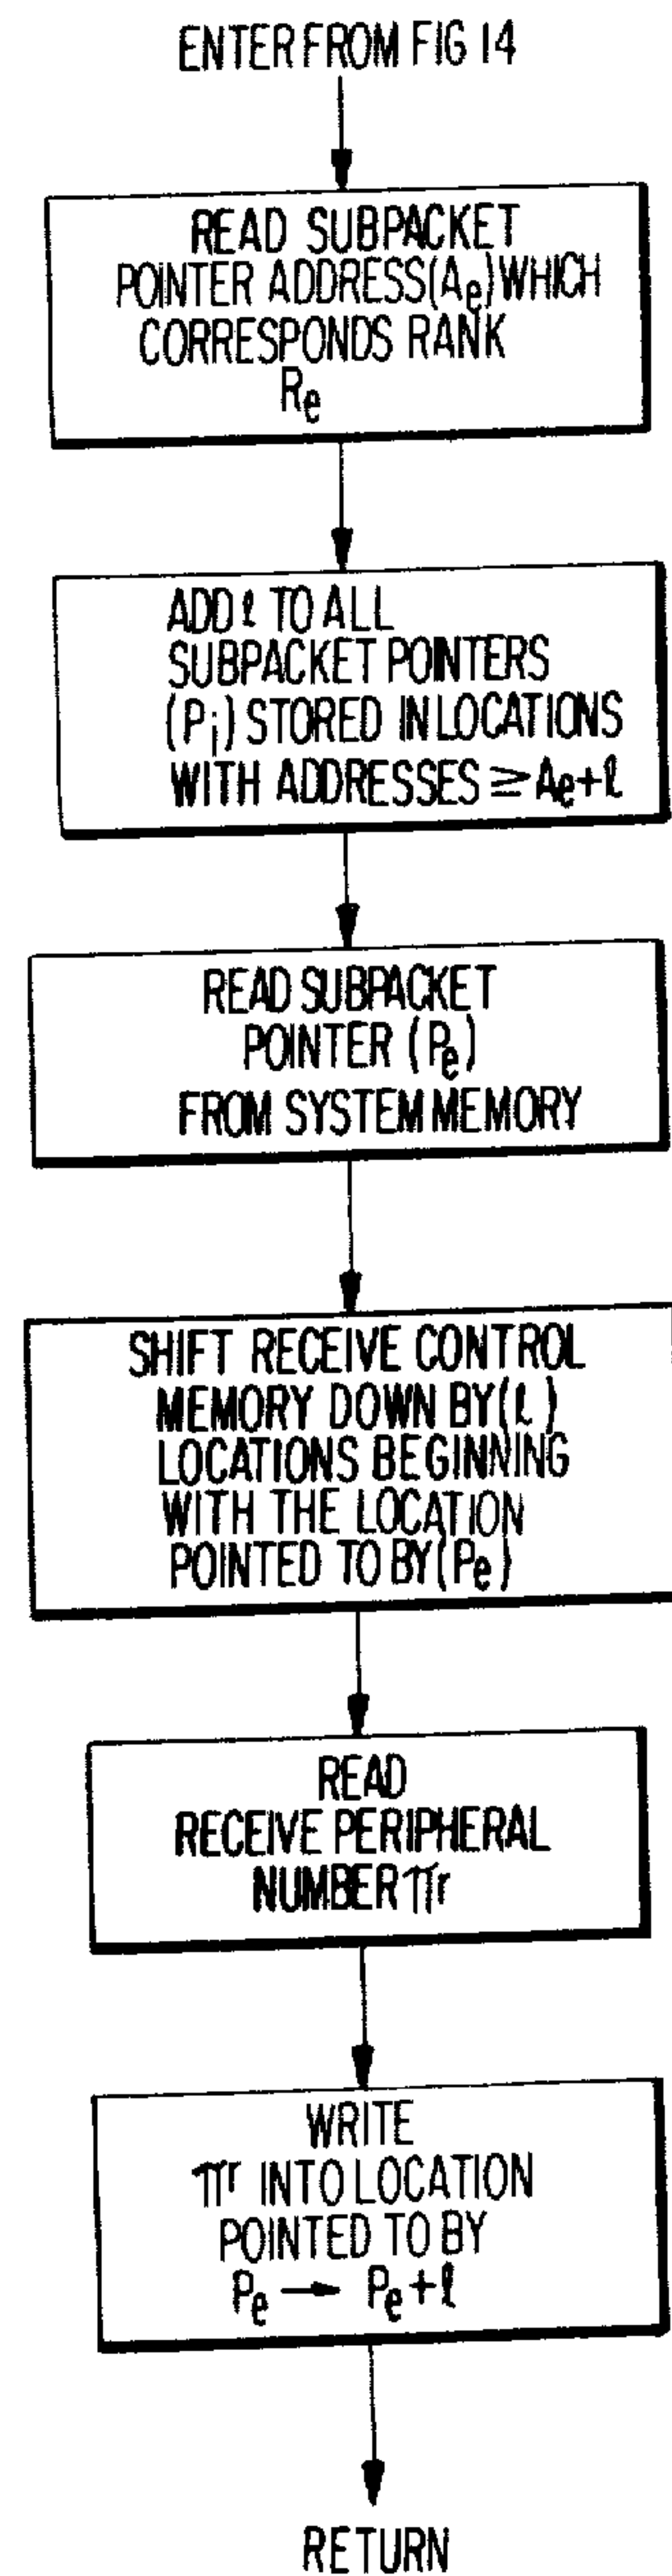 ENTER FROM FIG 14
READ SUBPACKET
POINTER ADDRESS(Ae) WHICH
CORRESPONDS RANK
Re
ADD ℓ TO ALL
SUBPACKET POINTERS
(Pi) STORED IN LOCATIONS
WITH ADDRESSES ≥ Ae+ℓ
READ SUBPACKET
POINTER (Pe)
FROM SYSTEM MEMORY
SHIFT RECEIVE CONTROL
MEMORY DOWN BY (ℓ)
LOCATIONS BEGINNING
WITH THE LOCATION
POINTED TO BY (Pe)
READ
RECEIVE PERIPHERAL
NUMBER πr
WRITE
πr INTO LOCATION
POINTED TO BY
Pe → Pe+ℓ
RETURN